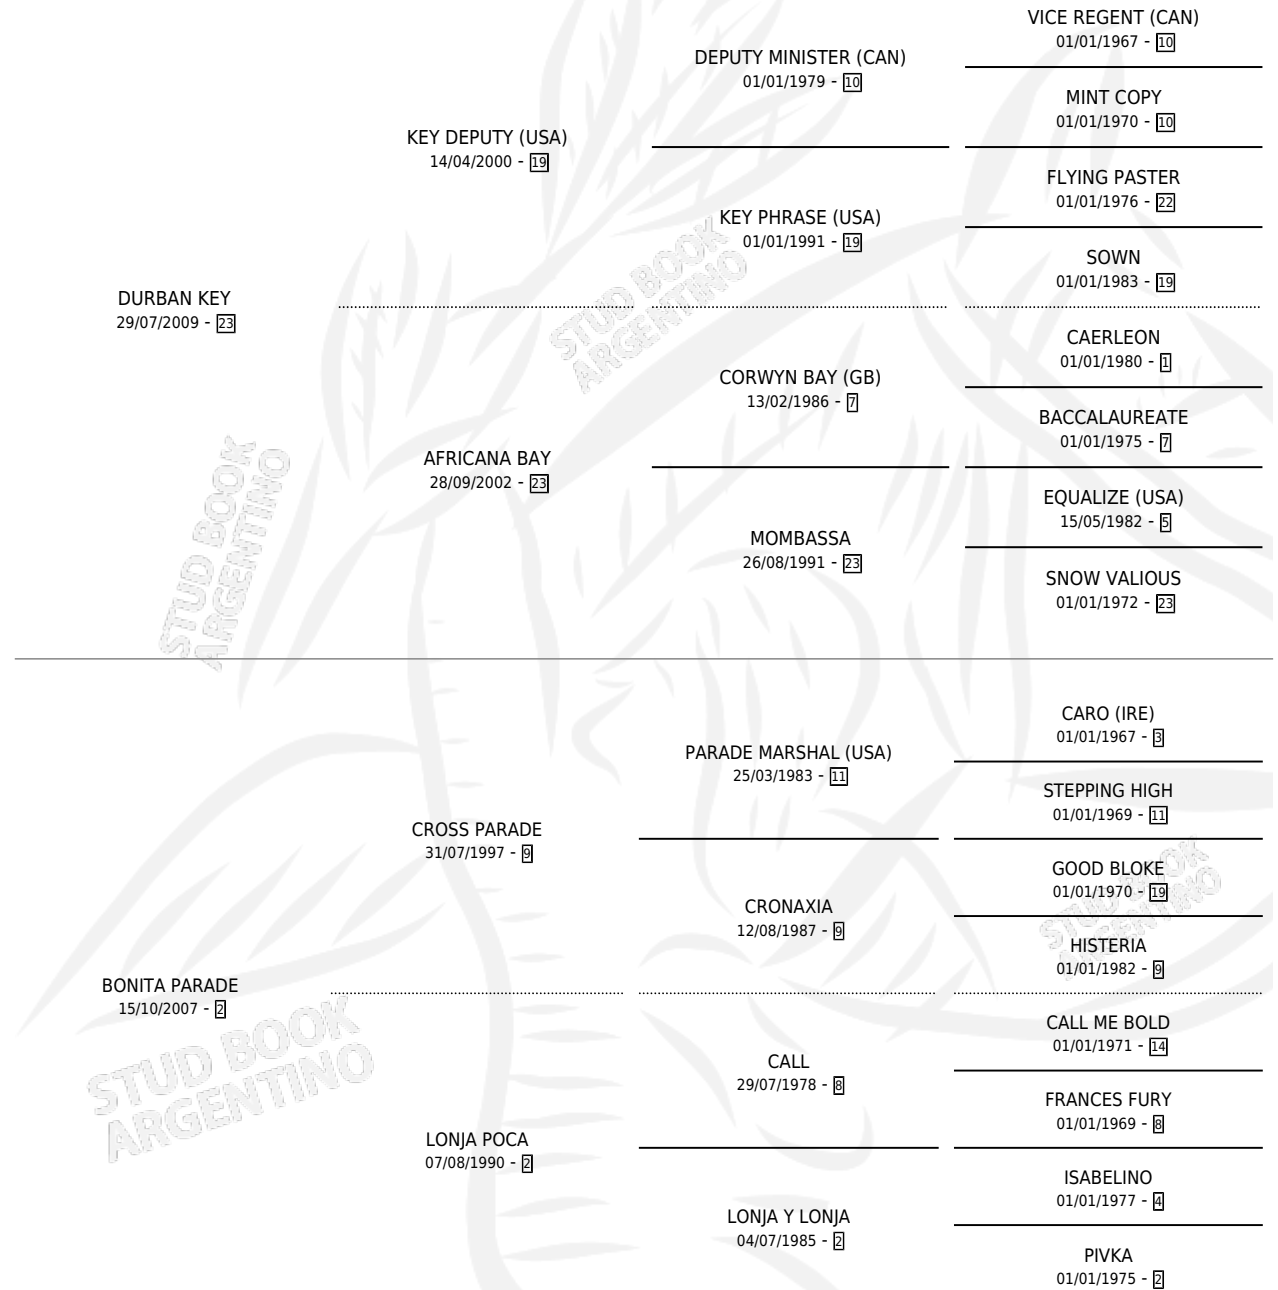 VICE REGENT (CAN)
01/01/1967 - 10
DEPUTY MINISTER (CAN)
01/01/1979 - 10
MINT COPY
01/01/1970 - 10
KEY DEPUTY (USA)
14/04/2000 - 19
FLYING PASTER
01/01/1976 - 22
KEY PHRASE (USA)
01/01/1991 - 19
SOWN
01/01/1983 - 19
DURBAN KEY
29/07/2009 - 23
STUD BOOK
ARGENTINO
CAERLEON
01/01/1980 - 1
CORWYN BAY (GB)
13/02/1986 - 7
BACCALAUREATE
01/01/1975 - 7
AFRICANA BAY
28/09/2002 - 23
EQUALIZE (USA)
15/05/1982 - 5
MOMBASSA
26/08/1991 - 23
SNOW VALIOUS
01/01/1972 - 23
STUD BOOK
ARGENTINO
CARO (IRE)
01/01/1967 - 3
PARADE MARSHAL (USA)
25/03/1983 - 11
STEPPING HIGH
01/01/1969 - 11
CROSS PARADE
31/07/1997 - 9
GOOD BLOKE
01/01/1970 - 19
CRONAXIA
12/08/1987 - 9
HISTERIA
01/01/1982 - 9
STUD BOOK
ARGENTINO
BONITA PARADE
15/10/2007 - 2
CALL ME BOLD
01/01/1971 - 14
CALL
29/07/1978 - 8
FRANCES FURY
01/01/1969 - 8
STUD BOOK
ARGENTINO
LONJA POCA
07/08/1990 - 2
ISABELINO
01/01/1977 - 4
LONJA Y LONJA
04/07/1985 - 2
PIVKA
01/01/1975 - 2